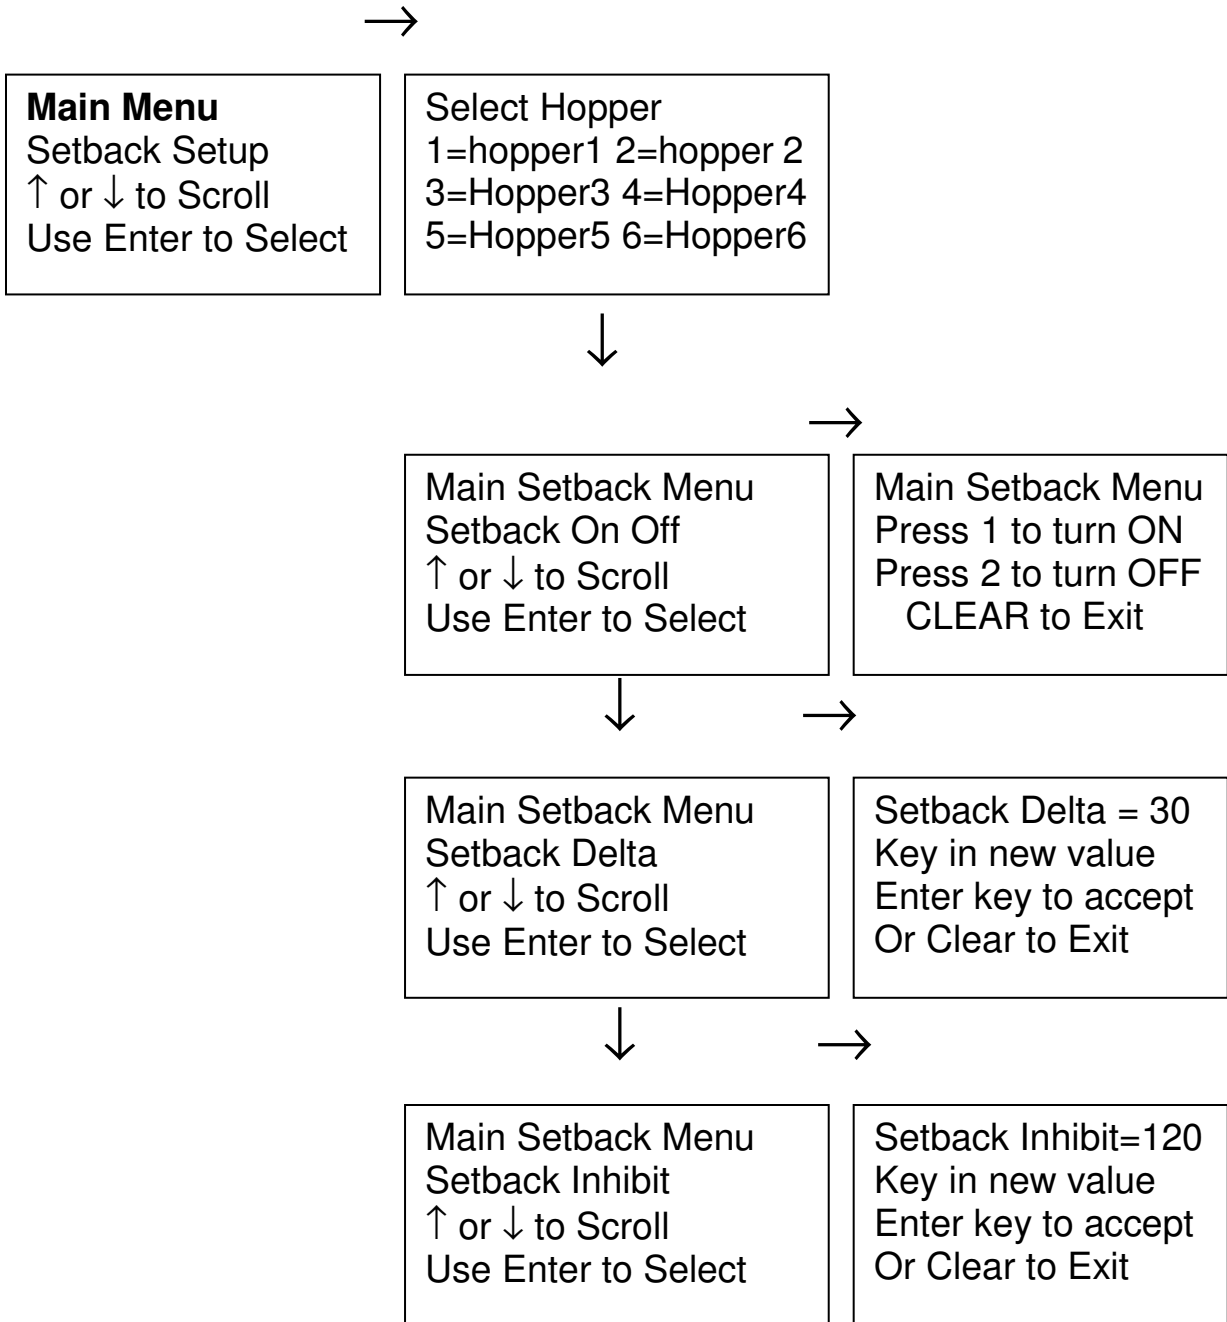 →
Main Menu
Setback Setup
↑ or ↓ to Scroll
Use Enter to Select
Select Hopper
1=hopper1 2=hopper 2
3=Hopper3 4=Hopper4
5=Hopper5 6=Hopper6
↓
→
Main Setback Menu
Setback On Off
↑ or ↓ to Scroll
Use Enter to Select
Main Setback Menu
Press 1 to turn ON
Press 2 to turn OFF
CLEAR to Exit
↓
→
Main Setback Menu
Setback Delta
↑ or ↓ to Scroll
Use Enter to Select
Setback Delta = 30
Key in new value
Enter key to accept
Or Clear to Exit
↓
→
Main Setback Menu
Setback Inhibit
↑ or ↓ to Scroll
Use Enter to Select
Setback Inhibit=120
Key in new value
Enter key to accept
Or Clear to Exit